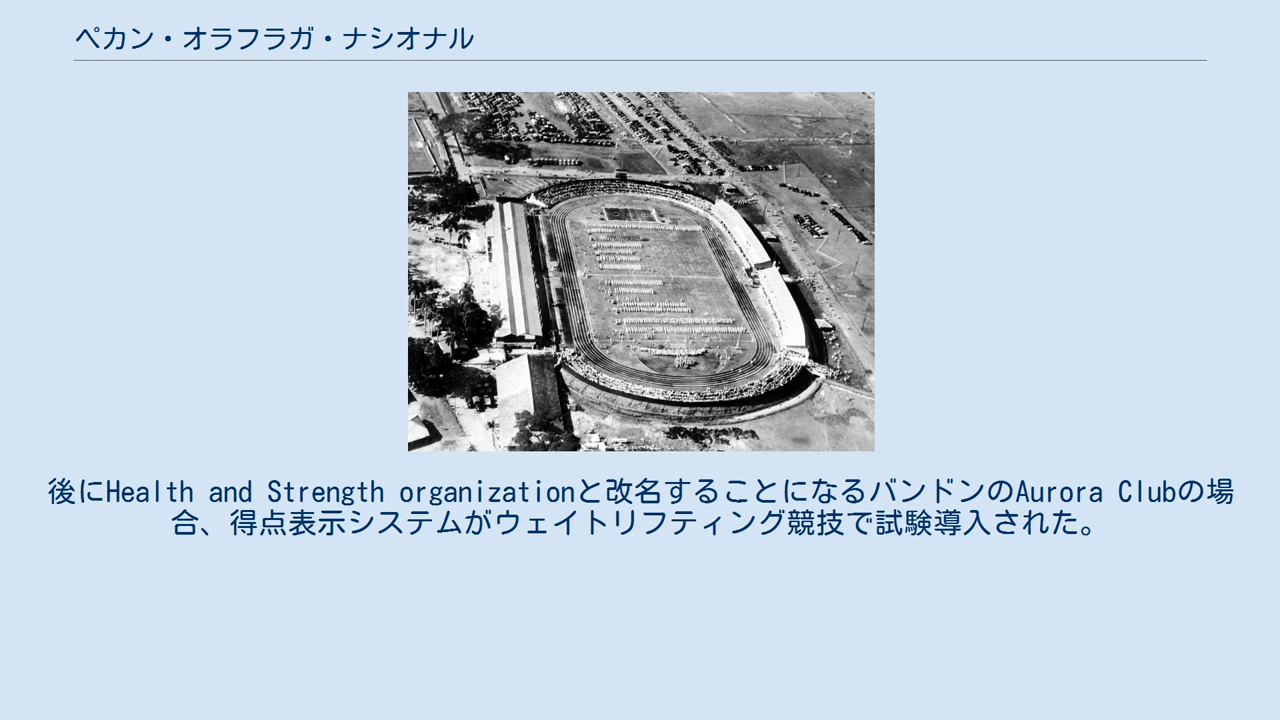 ペカン・オラフラガ・ナシオナル
後にHealth and Strength organizationと改名することになるバンドンのAurora Clubの場
合、得点表示システムがウェイトリフティング競技で試験導入された。